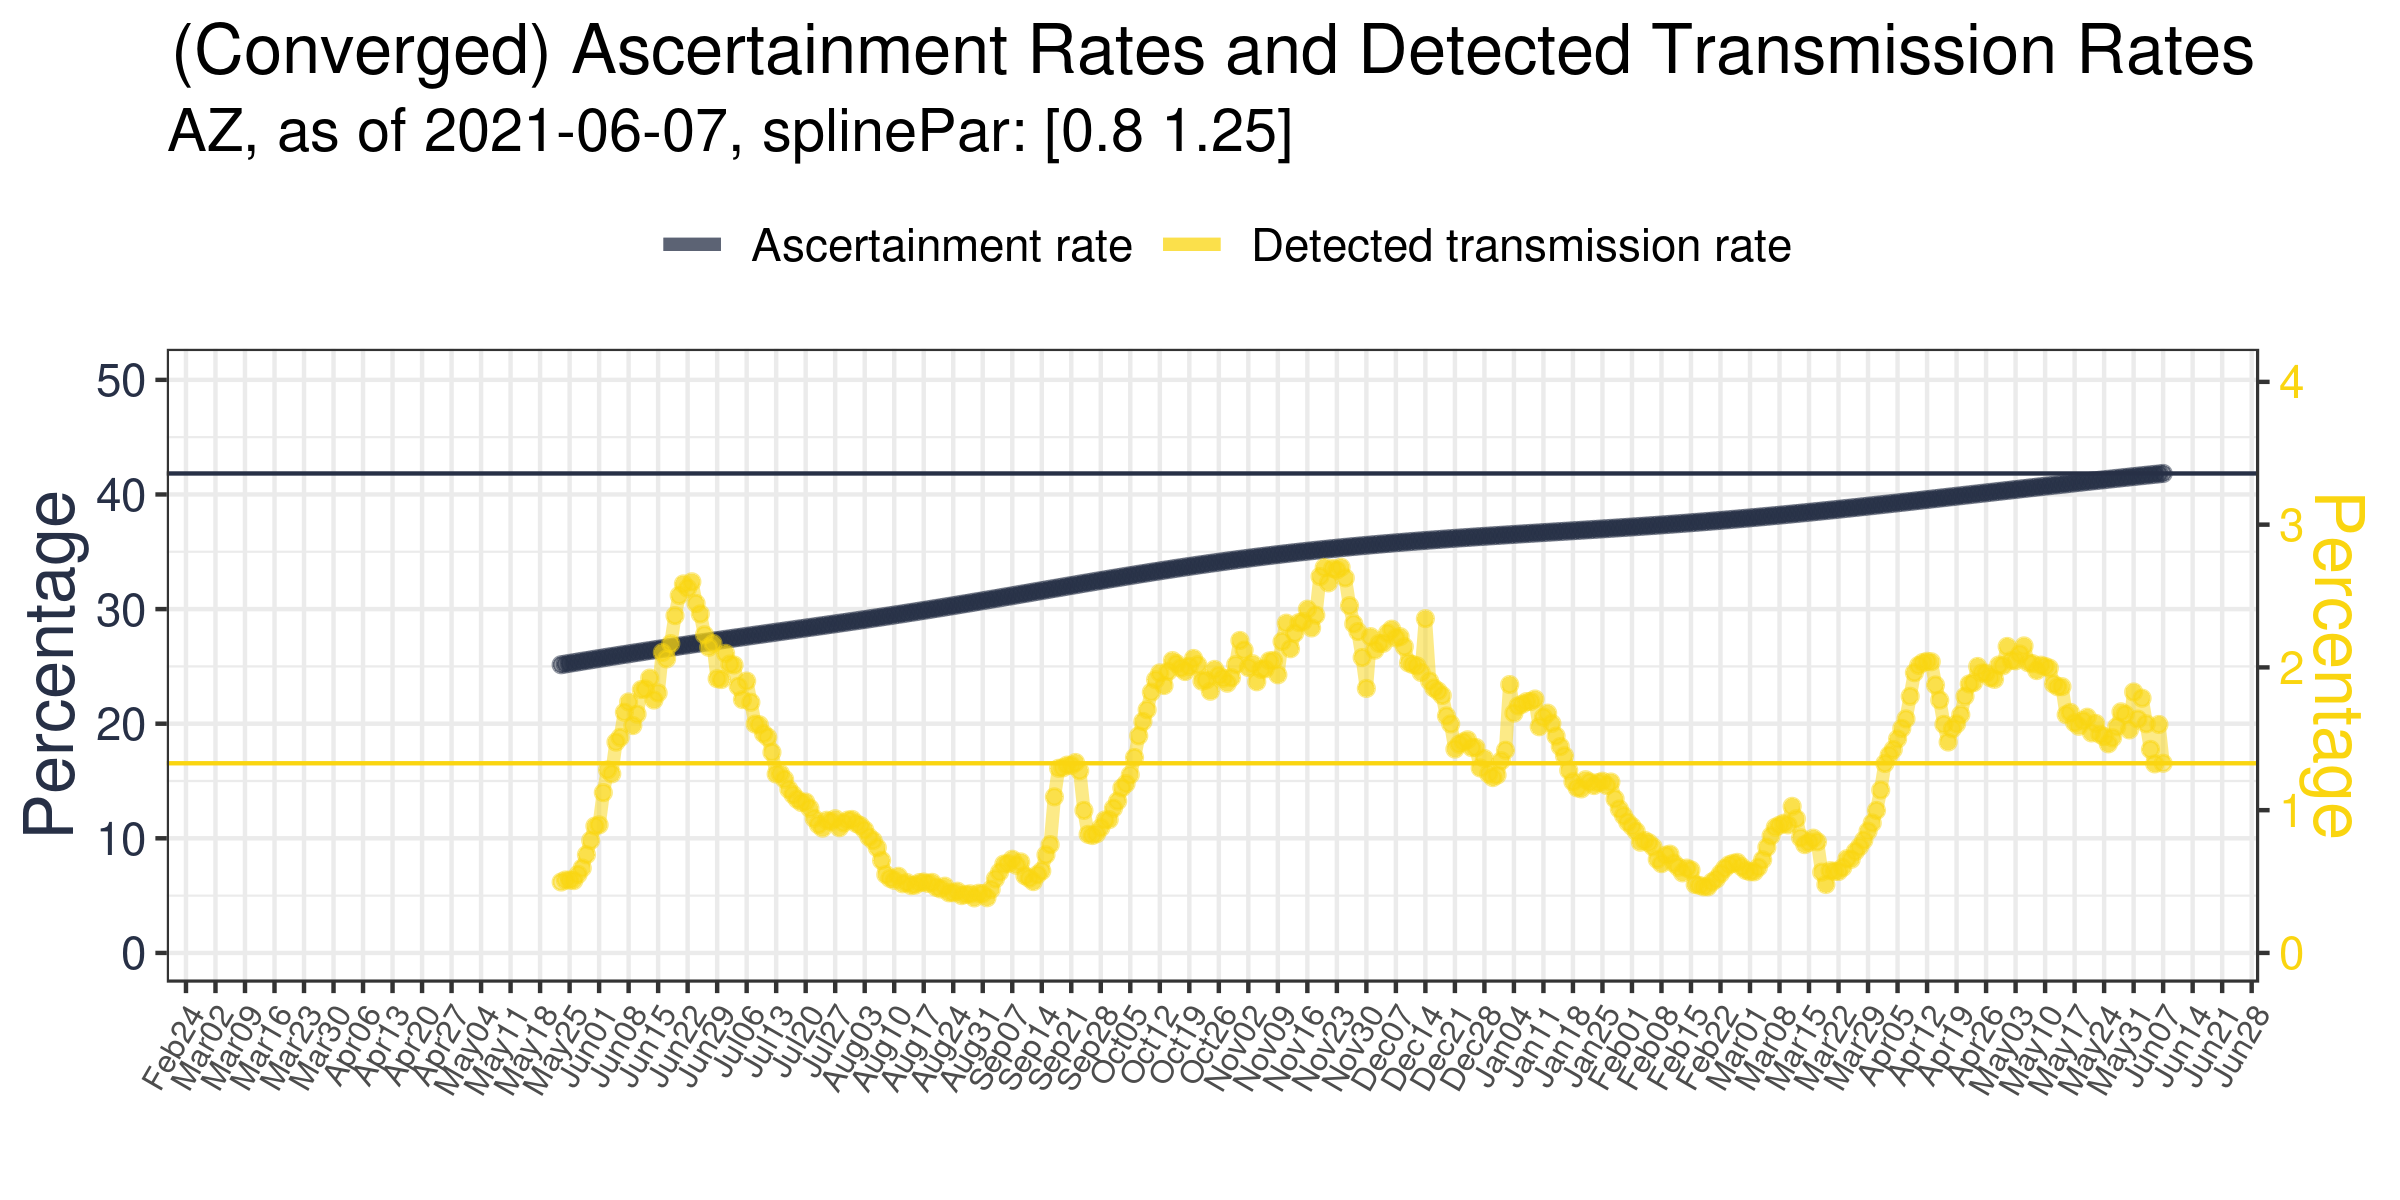 (Converged) Ascertainment Rates and Detected Transmission Rates
AZ, as of 2021-06-07, splinePar: [0.8 1.25]
Ascertainment rate
Detected transmission rate
Percentage
50
40
30
20
10
0
4
3
2
1
0
Percentage
Feb24
Mar02
Mar09
Mar16
Mar23
Mar30
Apr06
Apr13
Apr20
Apr27
May04
May11
May18
May25
Jun01
Jun08
Jun15
Jun22
Jun29
Jul06
Jul13
Jul20
Jul27
Aug03
Aug10
Aug17
Aug24
Aug31
Sep07
Sep14
Sep21
Sep28
Oct05
Oct12
Oct19
Oct26
Nov02
Nov09
Nov16
Nov23
Nov30
Dec07
Dec14
Dec21
Dec28
Jan04
Jan11
Jan18
Jan25
Feb01
Feb08
Feb15
Feb22
Mar01
Mar08
Mar15
Mar22
Mar29
Apr05
Apr12
Apr19
Apr26
May03
May10
May17
May24
May31
Jun07
Jun14
Jun21
Jun28